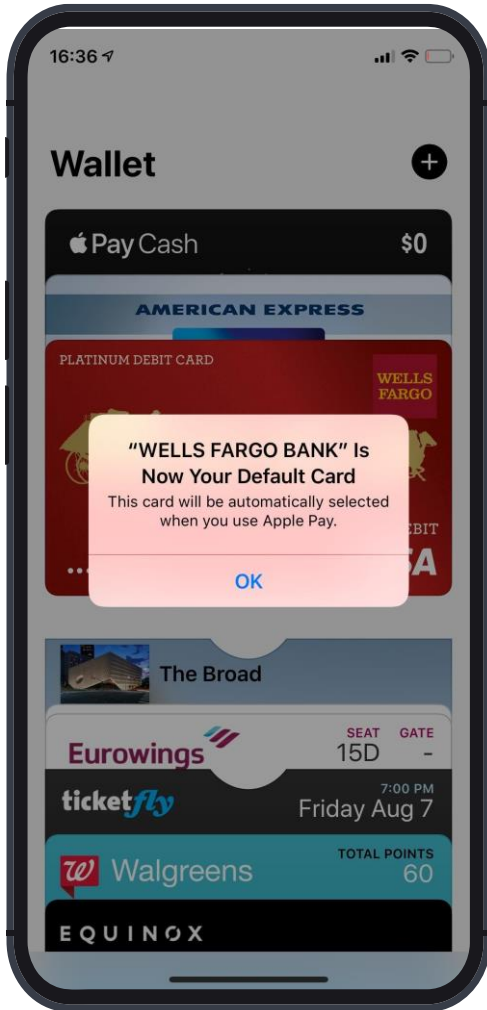 16:36
Wallet
Pay Cash
$0
AMERICAN EXPRESS
PLATINUM DEBIT CARD
WELLS
FARGO
“WELLS FARGO BANK” Is
Now Your Default Card
This card will be automatically selected
when you use Apple Pay.
OK
The Broad
Eurowings
SEAT GATE
15D -
ticketfly
7:00 PM
Friday Aug 7
Walgreens
TOTAL POINTS
60
EQUINOX